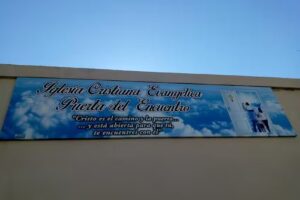 Iglesia Cristiana Evangélica
Puerta del Encuentro
"Cristo es el camino y la puerta...
... y está abierta para que tú,
te encuentres con él"